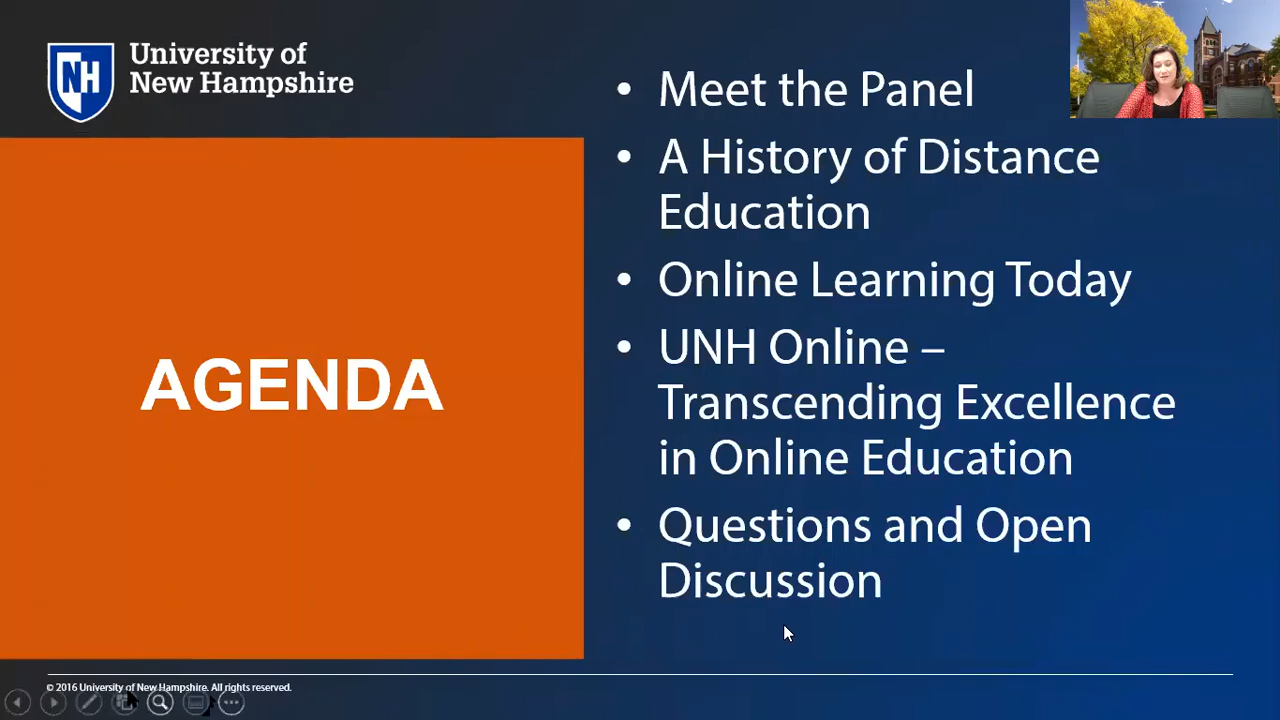 University of
New Hampshire
NH
AGENDA
• Meet the Panel
• A History of Distance
Education
• Online Learning Today
• UNH Online –
Transcending Excellence
in Online Education
• Questions and Open
Discussion
© 2016 University of New Hampshire. All rights reserved.